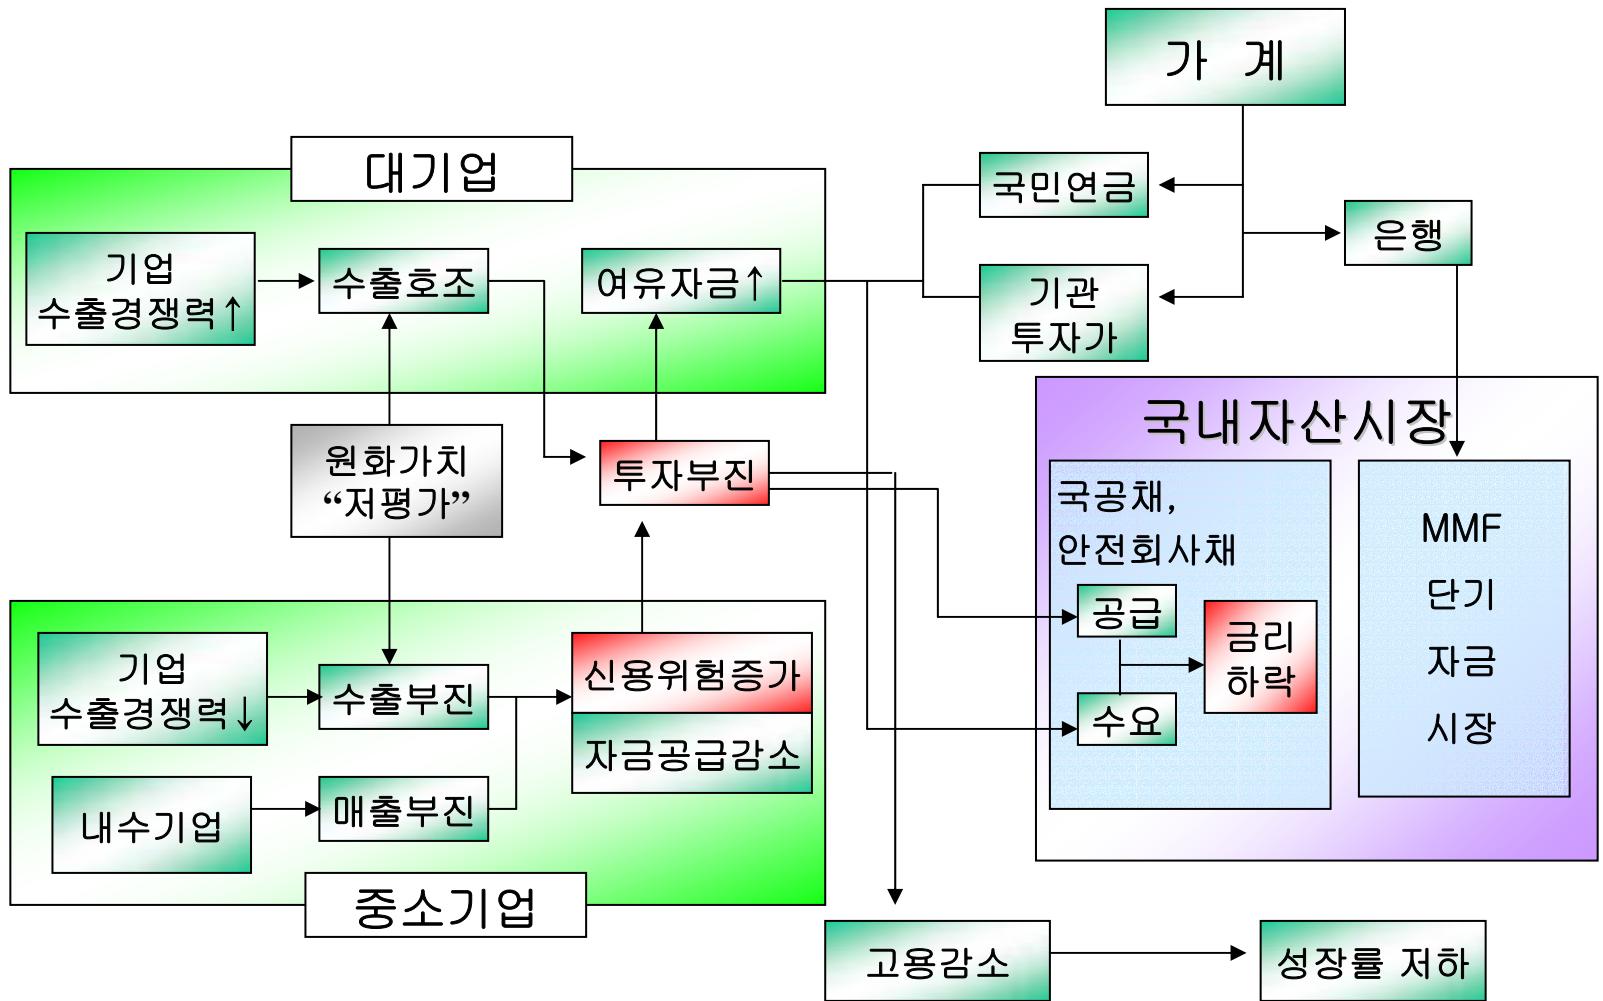 가 계
대기업
국민연금
은행
기업
수출경쟁력↑
수출호조
여유자금↑
기관
투자가
국내자산시장
원화가치
“저평가”
투자부진
국공채,
안전회사채
MMF
단기
자금
시장
공급
금리
하락
수요
기업
수출경쟁력↓
수출부진
신용위험증가
자금공급감소
내수기업
매출부진
중소기업
고용감소
성장률 저하